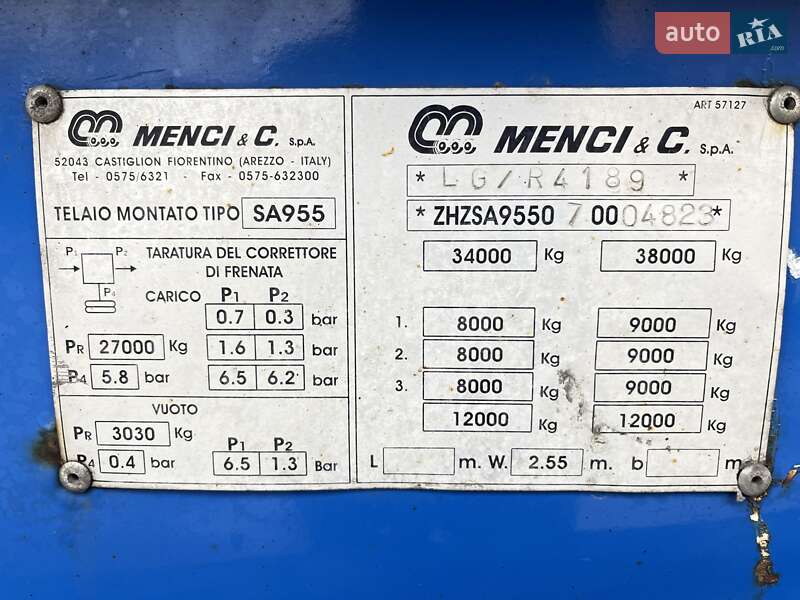 auto RIA
MENCI & C. S.p.A.
52043 CASTIGLION FIORENTINO (AREZZO - ITALY)
Tel - 0575/6321 - Fax - 0575-632300
TELAIO MONTATO TIPO SA955
P1 P2
P4
TARATURA DEL CORRETTORE
DI FRENATA
CARICO P1 P2
0.7 0.3 bar
PR 27000 Kg 1.6 1.3 bar
P4 5.8 bar 6.5 6.2 bar
VUOTO
PR 3030 Kg P1 P2
P4 0.4 bar 6.5 1.3 Bar
ART 57127
MENCI & C. S.p.A.
* LG/R4189 *
* ZHZSA9550 7 00 04823 *
34000 Kg 38000 Kg
1. 8000 Kg 9000 Kg
2. 8000 Kg 9000 Kg
3. 8000 Kg 9000 Kg
12000 Kg 12000 Kg
L m. W. 2.55 m. b m